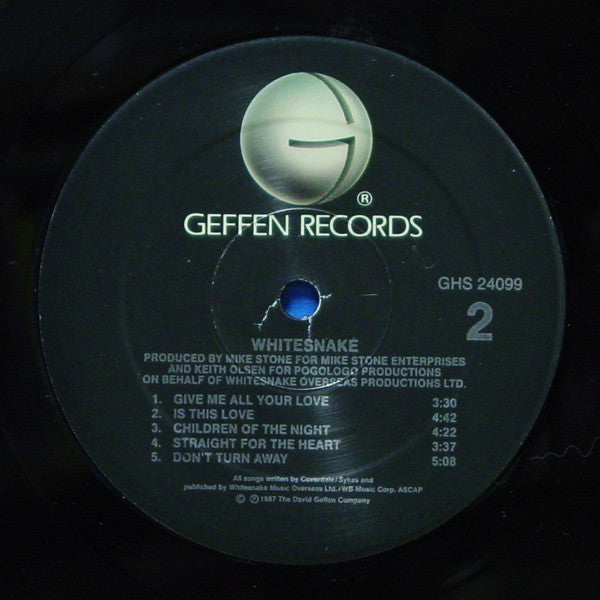 ®
GEFFEN RECORDS
GHS 24099
2
WHITESNAKE
PRODUCED BY MIKE STONE FOR MIKE STONE ENTERPRISES
AND KEITH OLSEN FOR POGOLOGO PRODUCTIONS
ON BEHALF OF WHITESNAKE OVERSEAS PRODUCTIONS LTD.
1. GIVE ME ALL YOUR LOVE 3:30
2. IS THIS LOVE 4:42
3. CHILDREN OF THE NIGHT 4:22
4. STRAIGHT FOR THE HEART 3:37
5. DON'T TURN AWAY 5:08
All songs written by Coverdale/Sykes and
published by Whitesnake Music Overseas Ltd./WB Music Corp. ASCAP
© ℗ 1987 The David Geffen Company